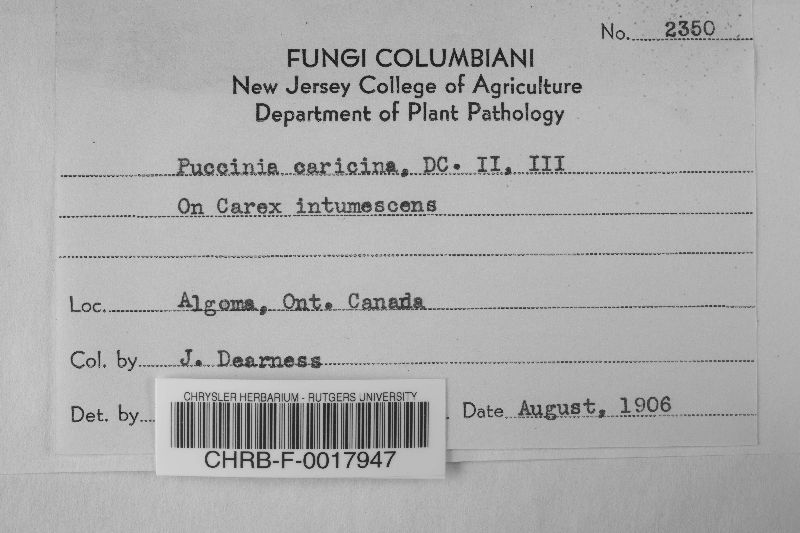 No. 2350
FUNGI COLUMBIANI
New Jersey College of Agriculture
Department of Plant Pathology
Puccinia caricina, DC. II, III
On Carex intumescens
Loc. Algoma, Ont. Canada
Col. by J. Dearness
Det. by
Date August, 1906
CHRYSLER HERBARIUM - RUTGERS UNIVERSITY
CHRB-F-0017947